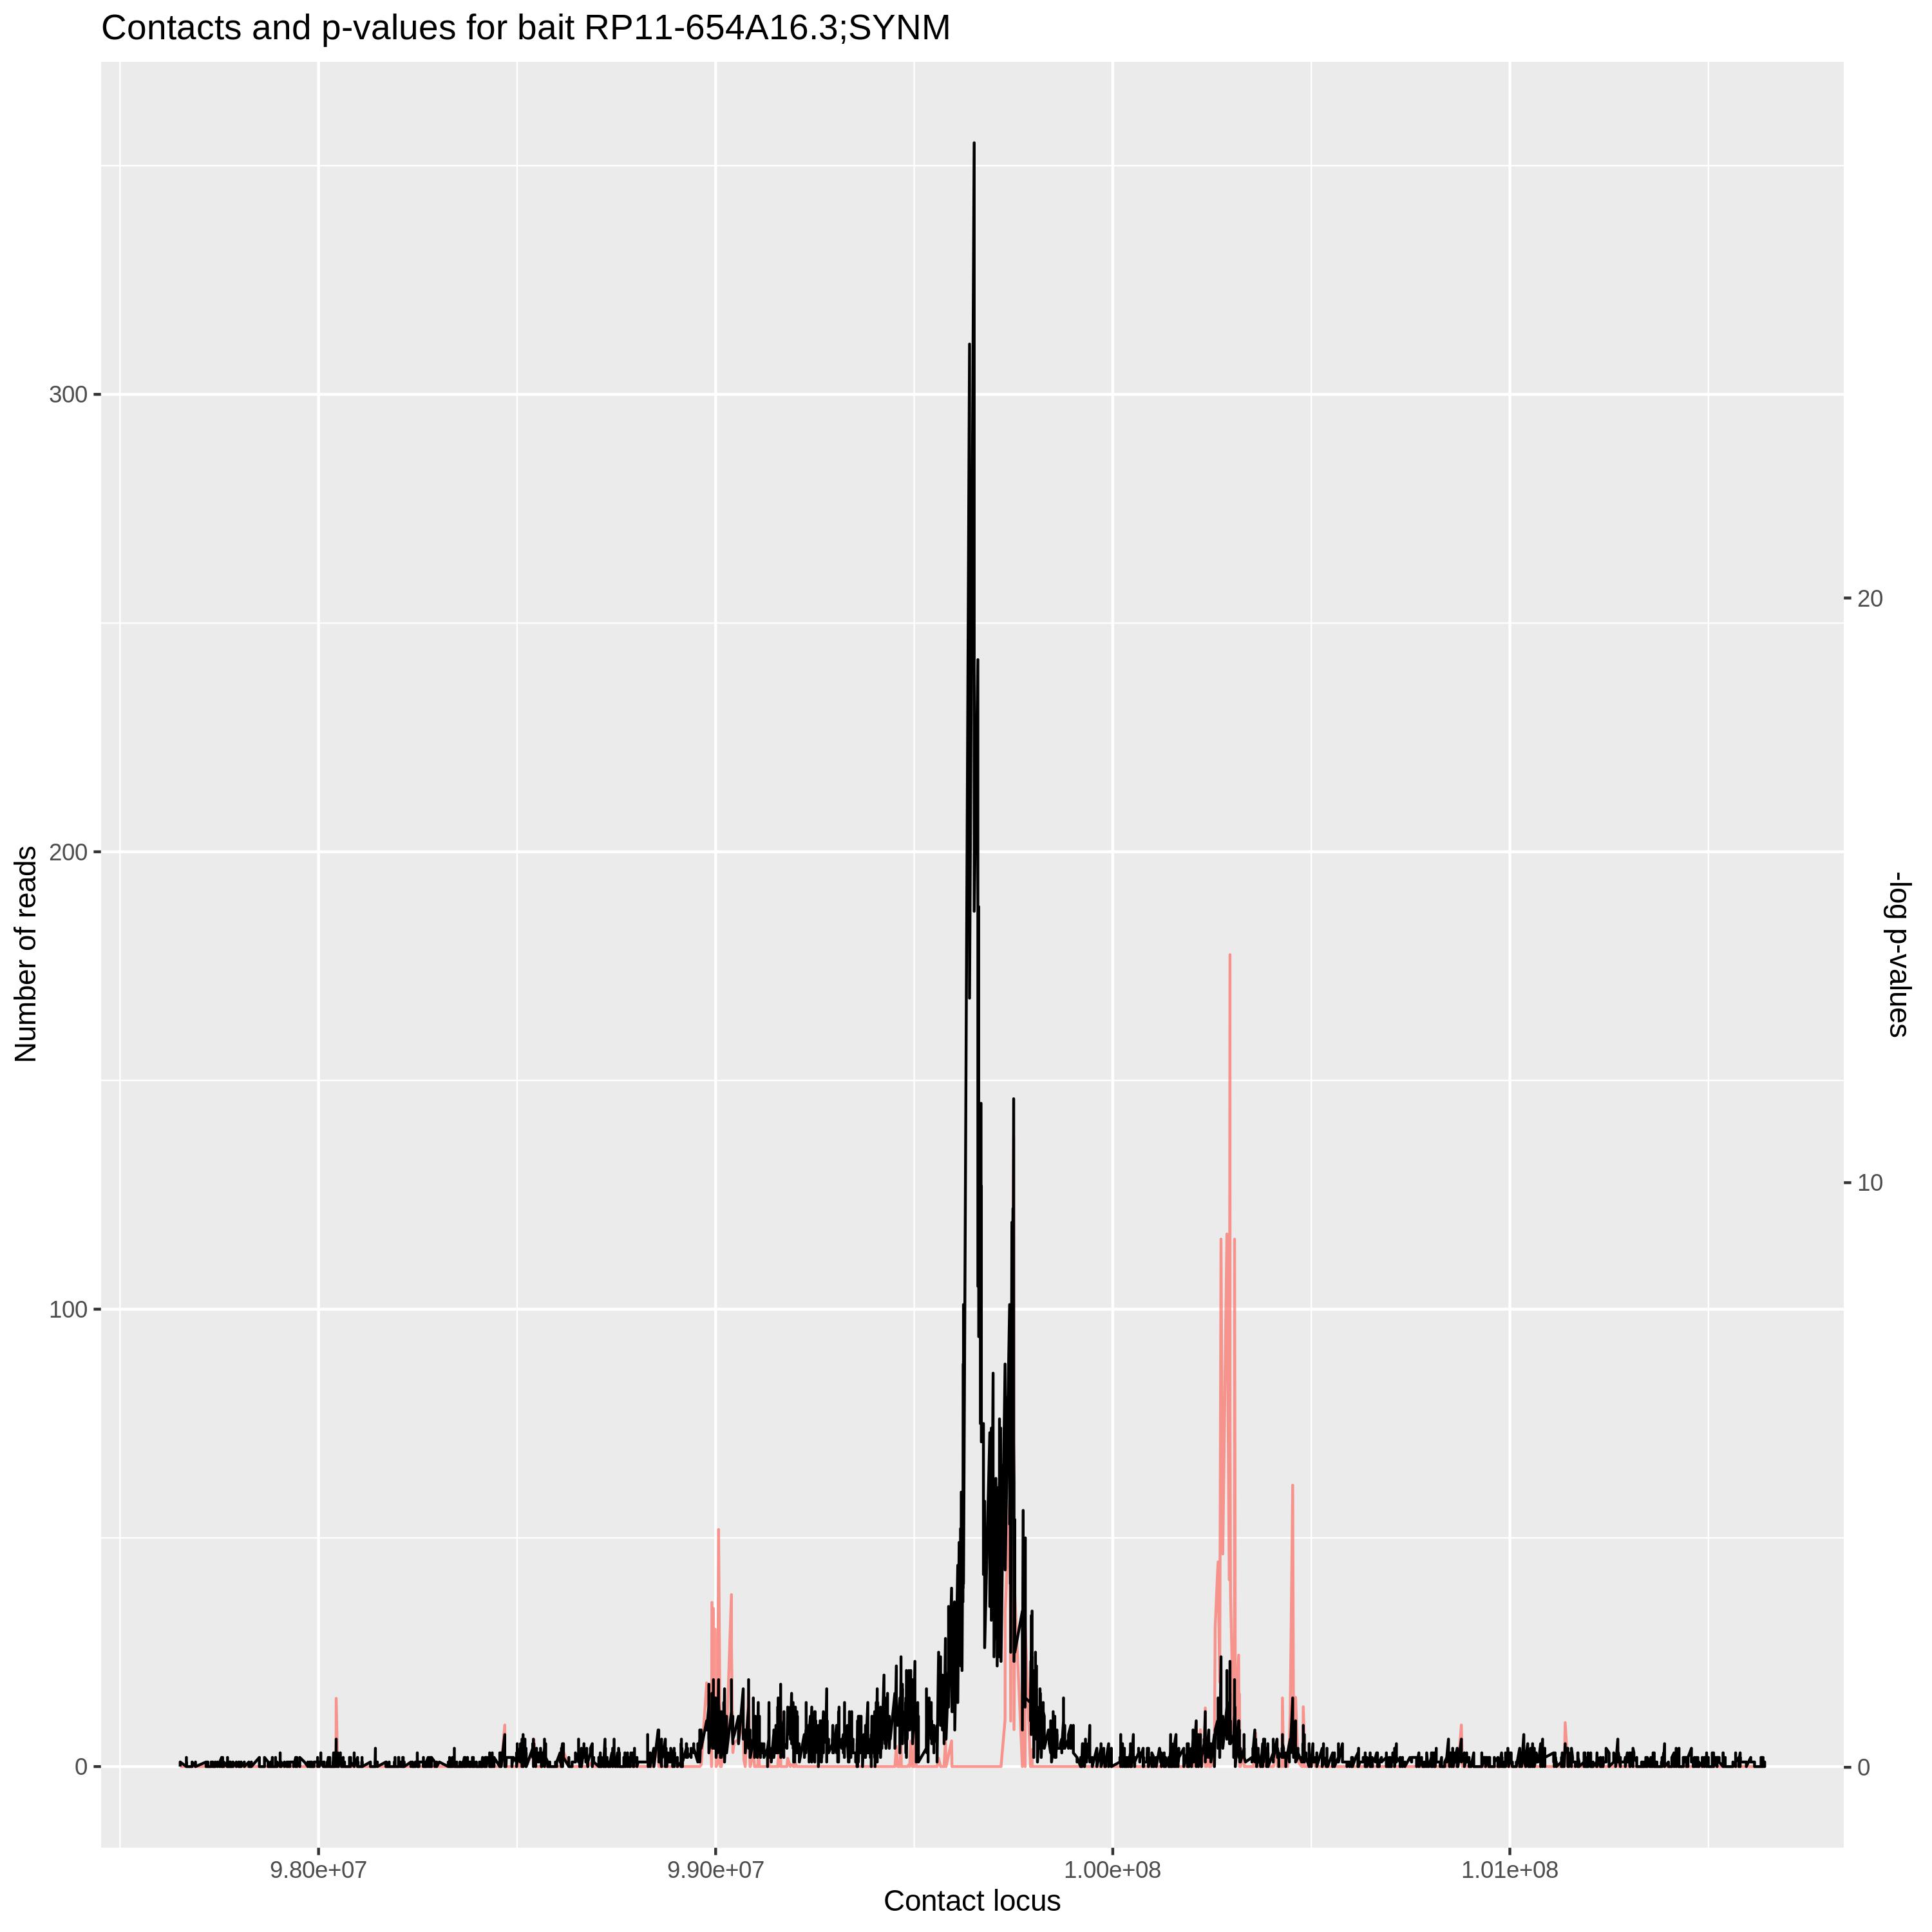 Contacts and p-values for bait RP11-654A16.3;SYNM
300
200
100
0
Number of reads
20
10
0
-log p-values
9.80e+07
9.90e+07
1.00e+08
1.01e+08
Contact locus